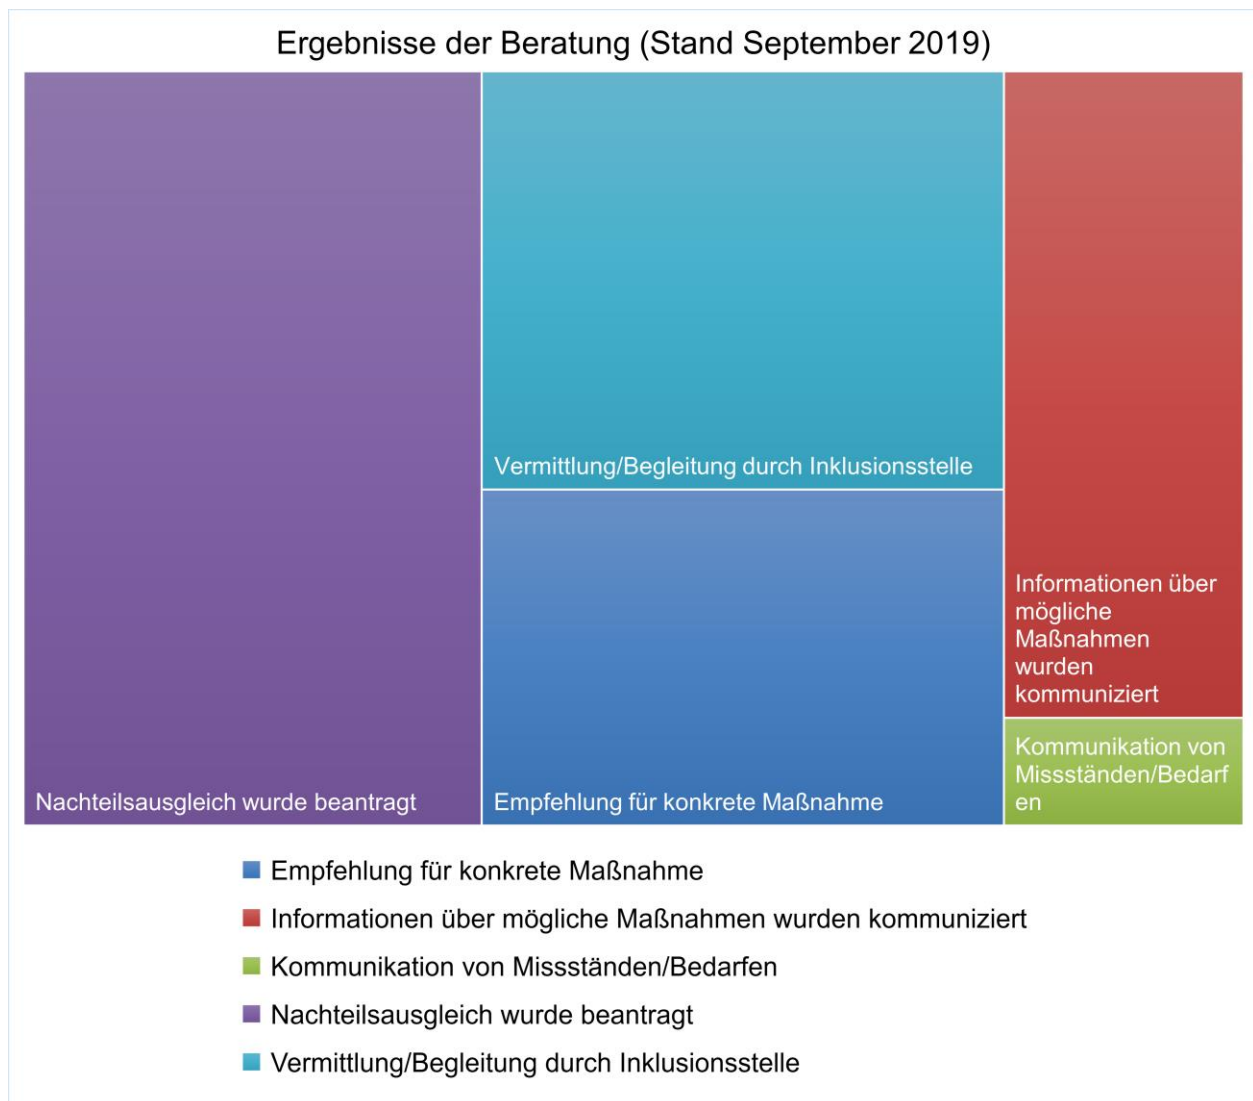 Ergebnisse der Beratung (Stand September 2019)
Vermittlung/Begleitung durch Inklusionsstelle
Informationen über
mögliche
Maßnahmen
wurden
kommuniziert
Kommunikation von
Missständen/Bedarf
en
Nachteilsausgleich wurde beantragt
Empfehlung für konkrete Maßnahme
Empfehlung für konkrete Maßnahme
Informationen über mögliche Maßnahmen wurden kommuniziert
Kommunikation von Missständen/Bedarfen
Nachteilsausgleich wurde beantragt
Vermittlung/Begleitung durch Inklusionsstelle